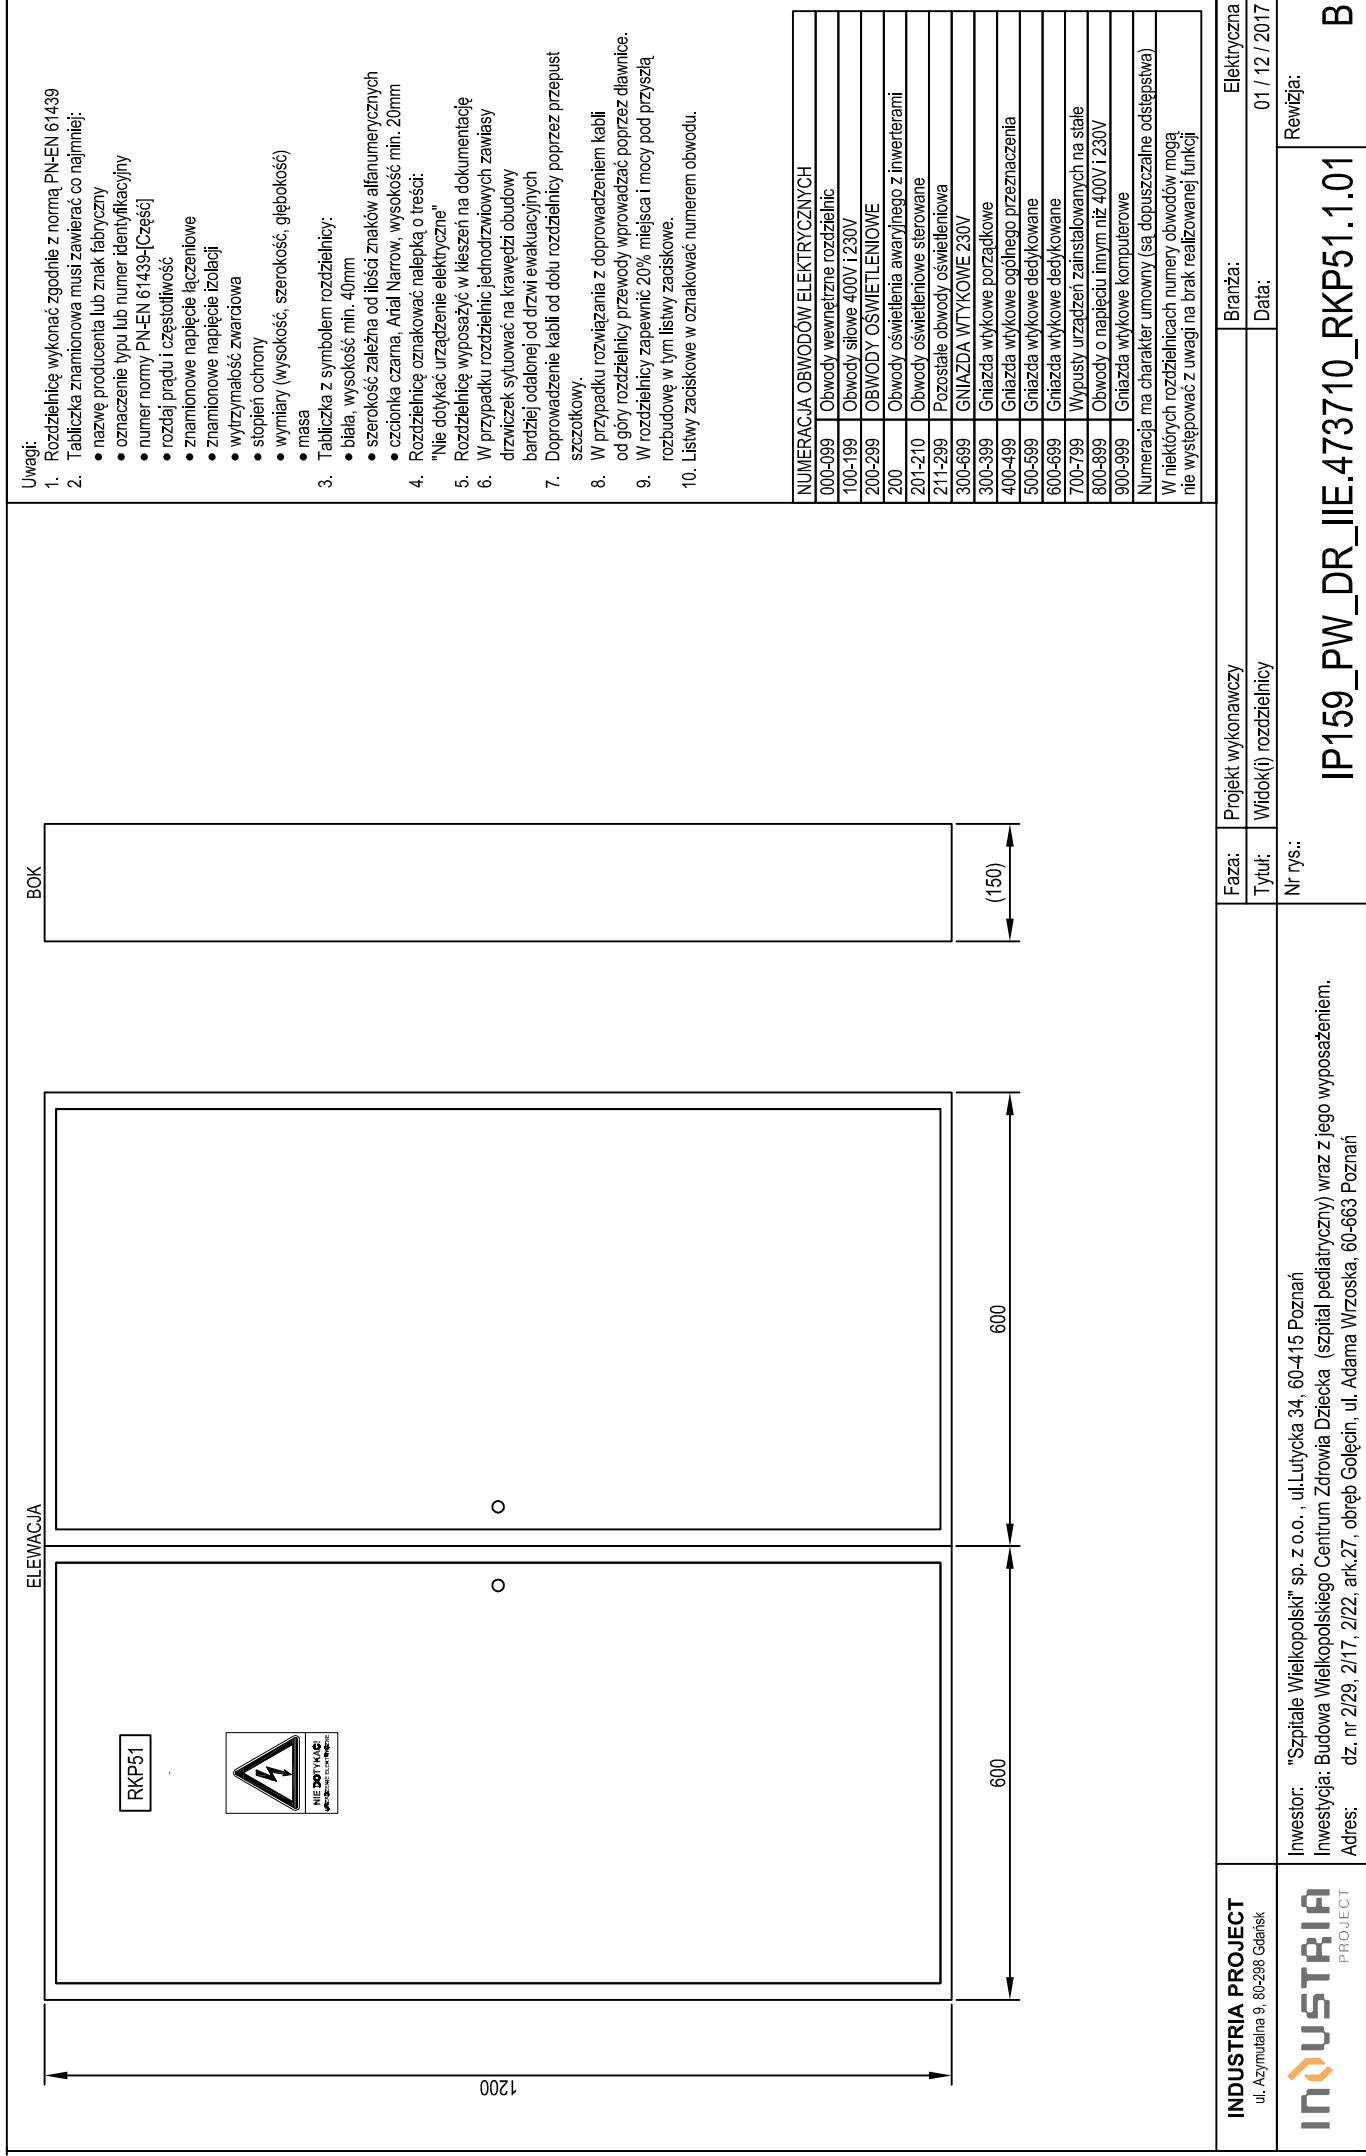 ELEWACJA
BOK
RKP51
NIE DOTYKAĆ!
URZĄDZENIE ELEKTRYCZNE
1200
600
600
(150)
Uwagi:
1. Rozdzielnicę wykonać zgodnie z normą PN-EN 61439
2. Tabliczka znamionowa musi zawierać co najmniej:
• nazwę producenta lub znak fabryczny
• oznaczenie typu lub numer identyfikacyjny
• numer normy PN-EN 61439-[Część]
• rozdaj prądu i częstotliwość
• znamionowe napięcie łączeniowe
• znamionowe napięcie izolacji
• wytrzymałość zwarciowa
• stopień ochrony
• wymiary (wysokość, szerokość, głębokość)
• masa
3. Tabliczka z symbolem rozdzielnicy:
• biała, wysokość min. 40mm
• szerokość zależna od ilości znaków alfanumerycznych
• czcionka czarna, Arial Narrow, wysokość min. 20mm
4. Rozdzielnicę oznakować nalepką o treści:
"Nie dotykać urządzenie elektryczne"
5. Rozdzielnicę wyposażyć w kieszeń na dokumentację
6. W przypadku rozdzielnic jednodrzwiowych zawiasy
drzwiczek sytuować na krawędzi obudowy
bardziej odalonej od drzwi ewakuacyjnych
7. Doprowadzenie kabli od dołu rozdzielnicy poprzez przepust
szczotkowy.
8. W przypadku rozwiązania z doprowadzeniem kabli
od góry rozdzielnicy przewody wprowadzać poprzez dławnice.
9. W rozdzielnicy zapewnić 20% miejsca i mocy pod przyszłą
rozbudowę w tym listwy zaciskowe.
10. Listwy zaciskowe w oznakować numerem obwodu.
NUMERACJA OBWODÓW ELEKTRYCZNYCH
000-099 Obwody wewnętrzne rozdzielnic
100-199 Obwody siłowe 400V i 230V
200-299 OBWODY OŚWIETLENIOWE
200 Obwody oświetlenia awaryjnego z inwerterami
201-210 Obwody oświetleniowe sterowane
211-299 Pozostałe obwody oświetleniowa
300-699 GNIAZDA WTYKOWE 230V
300-399 Gniazda wtykowe porządkowe
400-499 Gniazda wtykowe ogólnego przeznaczenia
500-599 Gniazda wtykowe dedykowane
600-699 Gniazda wtykowe dedykowane
700-799 Wypusty urządzeń zainstalowanych na stałe
800-899 Obwody o napięciu innym niż 400V i 230V
900-999 Gniazda wtykowe komputerowe
Numeracja ma charakter umowny (są dopuszczalne odstępstwa)
W niektórych rozdzielnicach numery obwodów mogą
nie występować z uwagi na brak realizowanej funkcji
INDUSTRIA PROJECT
ul. Azymutalna 9, 80-298 Gdańsk
INDUSTRIA
PROJECT
Inwestor: "Szpitale Wielkopolski" sp. z o.o. , ul.Lutycka 34, 60-415 Poznań
Inwestycja: Budowa Wielkopolskiego Centrum Zdrowia Dziecka (szpital pediatryczny) wraz z jego wyposażeniem.
Adres: dz. nr 2/29, 2/17, 2/22, ark.27, obręb Golęcin, ul. Adama Wrzoska, 60-663 Poznań
Faza: Projekt wykonawczy
Branża: Elektryczna
Tytuł: Widok(i) rozdzielnicy
Data: 01 / 12 / 2017
Nr rys.: IP159_PW_DR_IIE.473710_RKP51.1.01
Rewizja: B